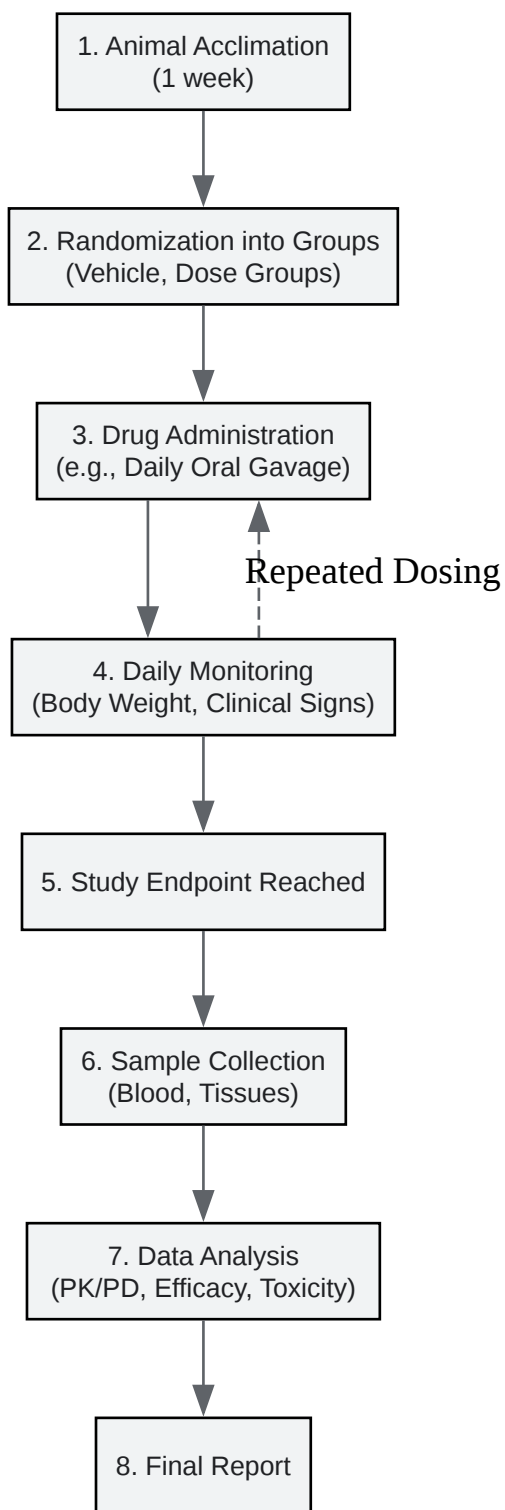 1. Animal Acclimation
(1 week)
2. Randomization into Groups
(Vehicle, Dose Groups)
3. Drug Administration
(e.g., Daily Oral Gavage)
Repeated Dosing
4. Daily Monitoring
(Body Weight, Clinical Signs)
5. Study Endpoint Reached
6. Sample Collection
(Blood, Tissues)
7. Data Analysis
(PK/PD, Efficacy, Toxicity)
8. Final Report